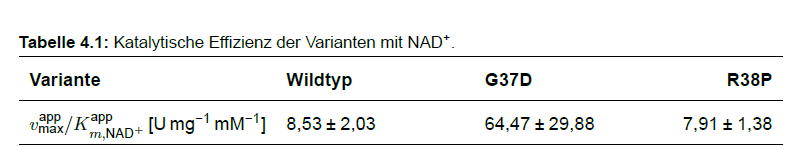 Tabelle 4.1: Katalytische Effizienz der Varianten mit NAD⁺.
Variante Wildtyp G37D R38P
v_max^app/K_m,NAD+^app [U mg⁻¹ mM⁻¹] 8,53 ± 2,03 64,47 ± 29,88 7,91 ± 1,38